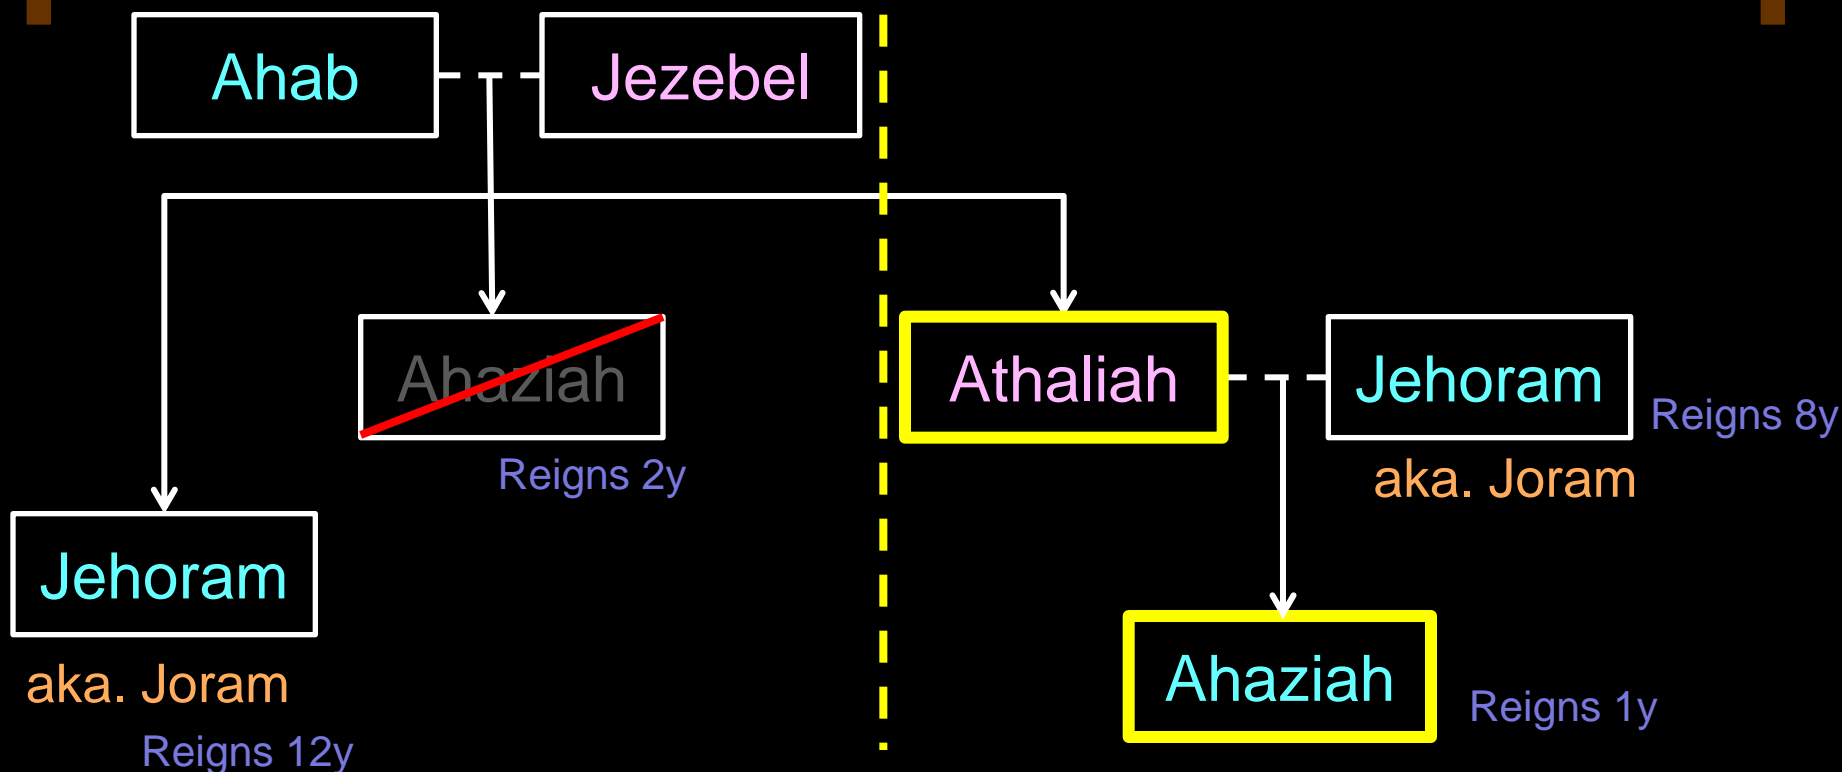 Ahab
Jezebel
Ahaziah
Reigns 2y
Athaliah
Jehoram
Reigns 8y
aka. Joram
Jehoram
aka. Joram
Reigns 12y
Ahaziah
Reigns 1y